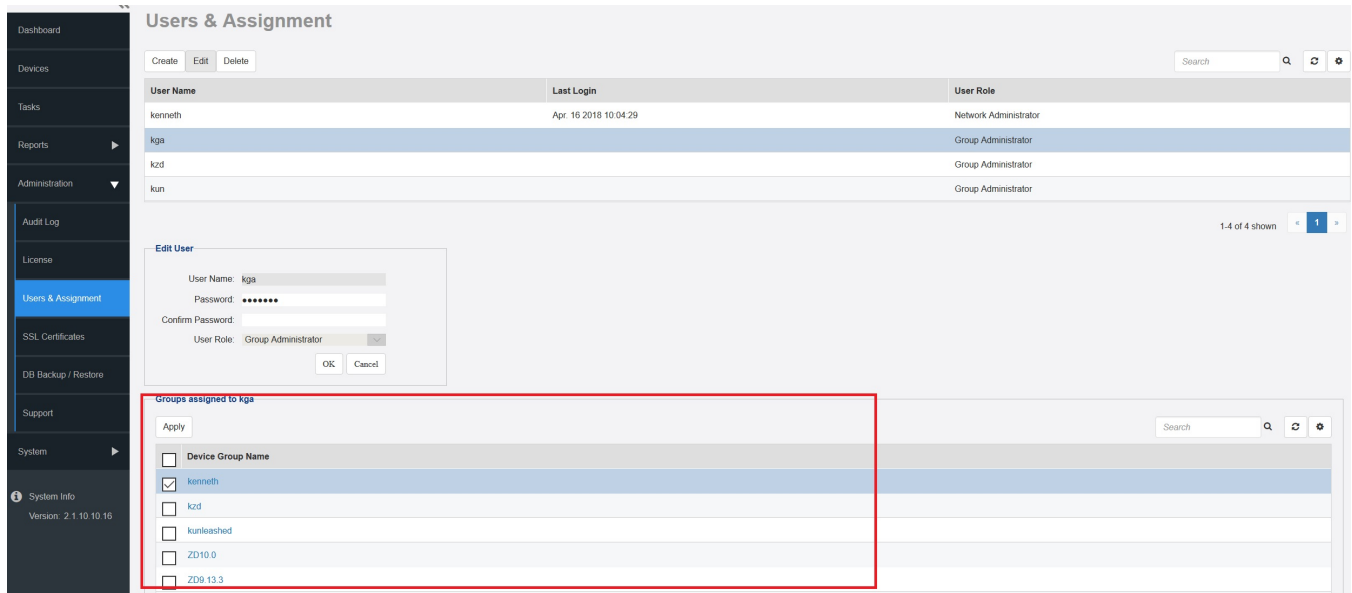 Users & Assignment
Dashboard
Devices
Tasks
Reports
Administration
Audit Log
License
Users & Assignment
SSL Certificates
DB Backup / Restore
Support
System
System Info
Version: 2.1.10.10.16
Create Edit Delete
Search
User Name Last Login User Role
kenneth Apr. 16 2018 10:04:29 Network Administrator
kga Group Administrator
kzd Group Administrator
kun Group Administrator
1-4 of 4 shown « 1 »
Edit User
User Name: kga
Password: •••••••
Confirm Password:
User Role: Group Administrator
OK Cancel
Groups assigned to kga
Apply
Search
Device Group Name
kenneth
kzd
kunleashed
ZD10.0
ZD9.13.3